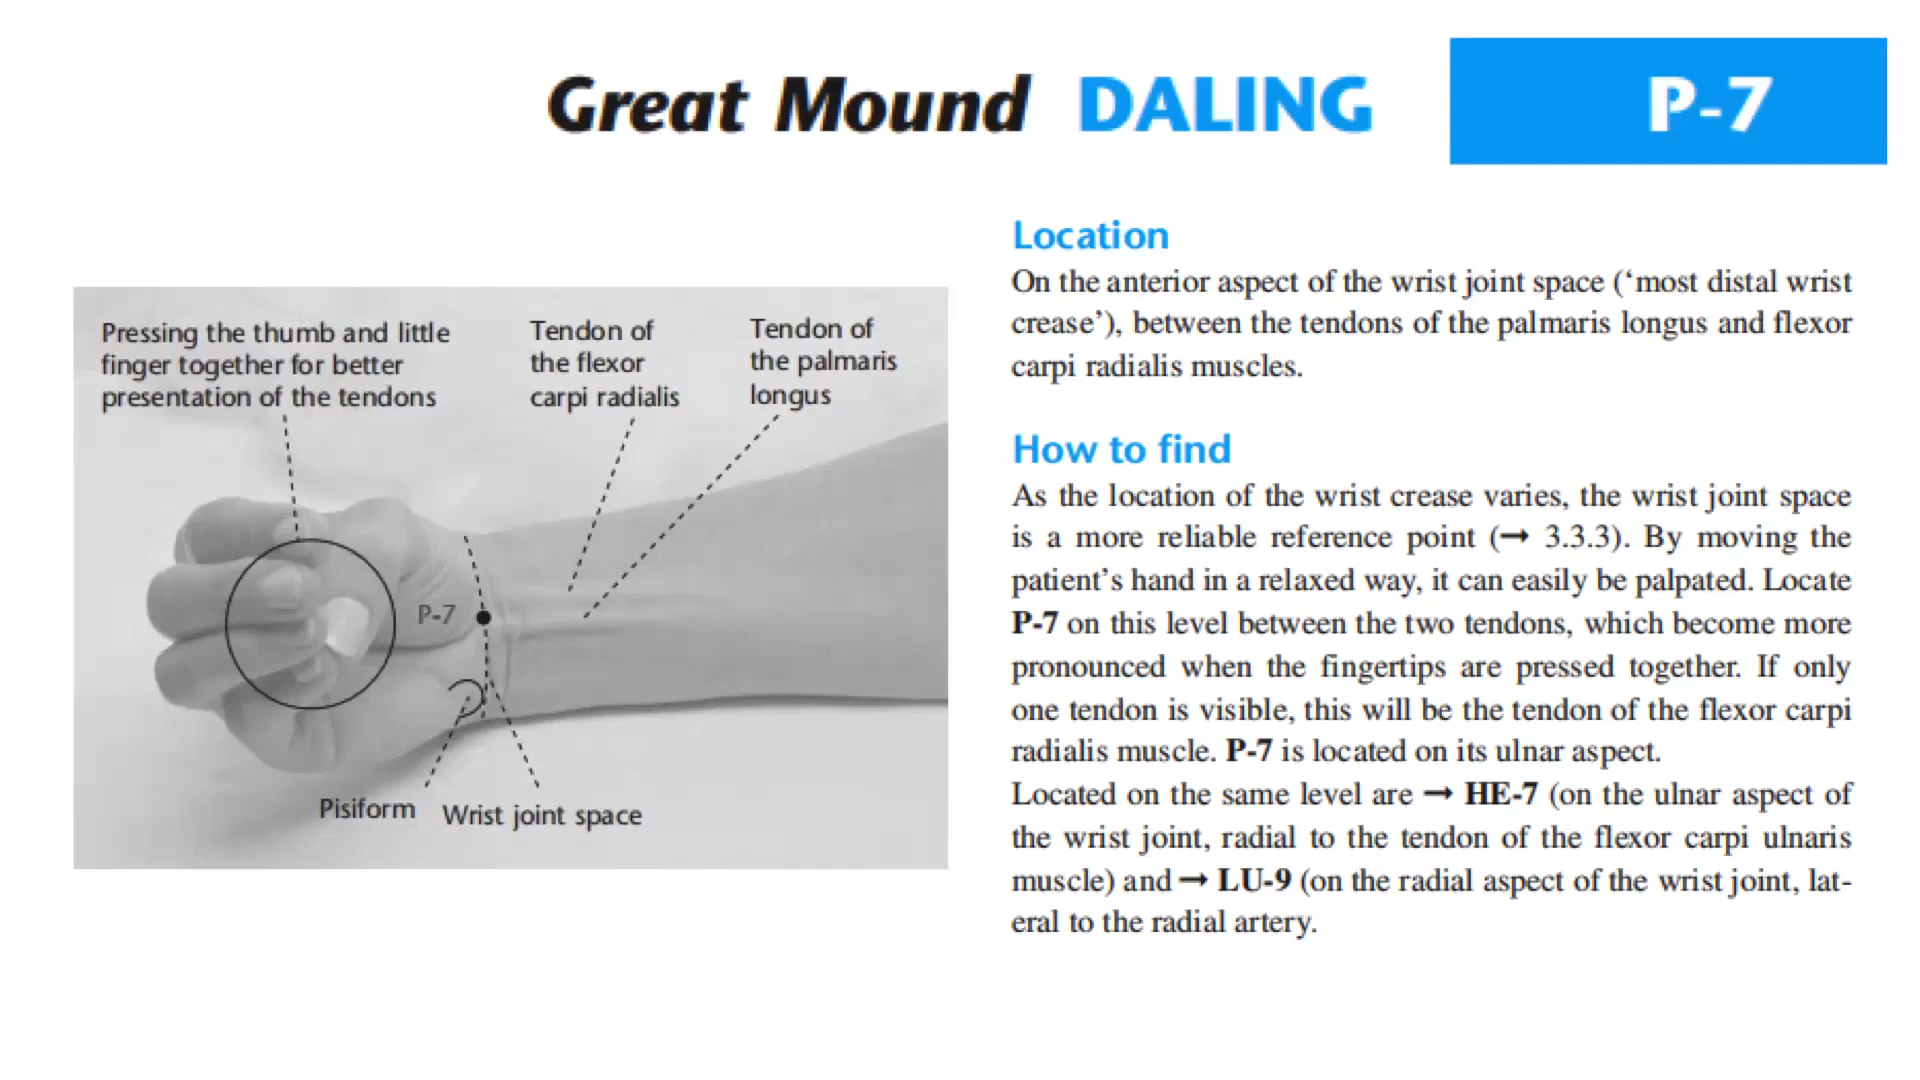 Great Mound DALING P-7
Pressing the thumb and little
finger together for better
presentation of the tendons
Tendon of
the flexor
carpi radialis
Tendon of
the palmaris
longus
P-7
Pisiform
Wrist joint space
Location
On the anterior aspect of the wrist joint space (‘most distal wrist
crease’), between the tendons of the palmaris longus and flexor
carpi radialis muscles.
How to find
As the location of the wrist crease varies, the wrist joint space
is a more reliable reference point (→ 3.3.3). By moving the
patient’s hand in a relaxed way, it can easily be palpated. Locate
P-7 on this level between the two tendons, which become more
pronounced when the fingertips are pressed together. If only
one tendon is visible, this will be the tendon of the flexor carpi
radialis muscle. P-7 is located on its ulnar aspect.
Located on the same level are → HE-7 (on the ulnar aspect of
the wrist joint, radial to the tendon of the flexor carpi ulnaris
muscle) and → LU-9 (on the radial aspect of the wrist joint, lat-
eral to the radial artery.